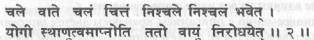 चले वाते चलं चित्तं निश्चले निश्चलं भवेत् ।
योगी स्थाणुत्वमाप्नोति ततो वायुं निरोधयेत् ।। २ ।।